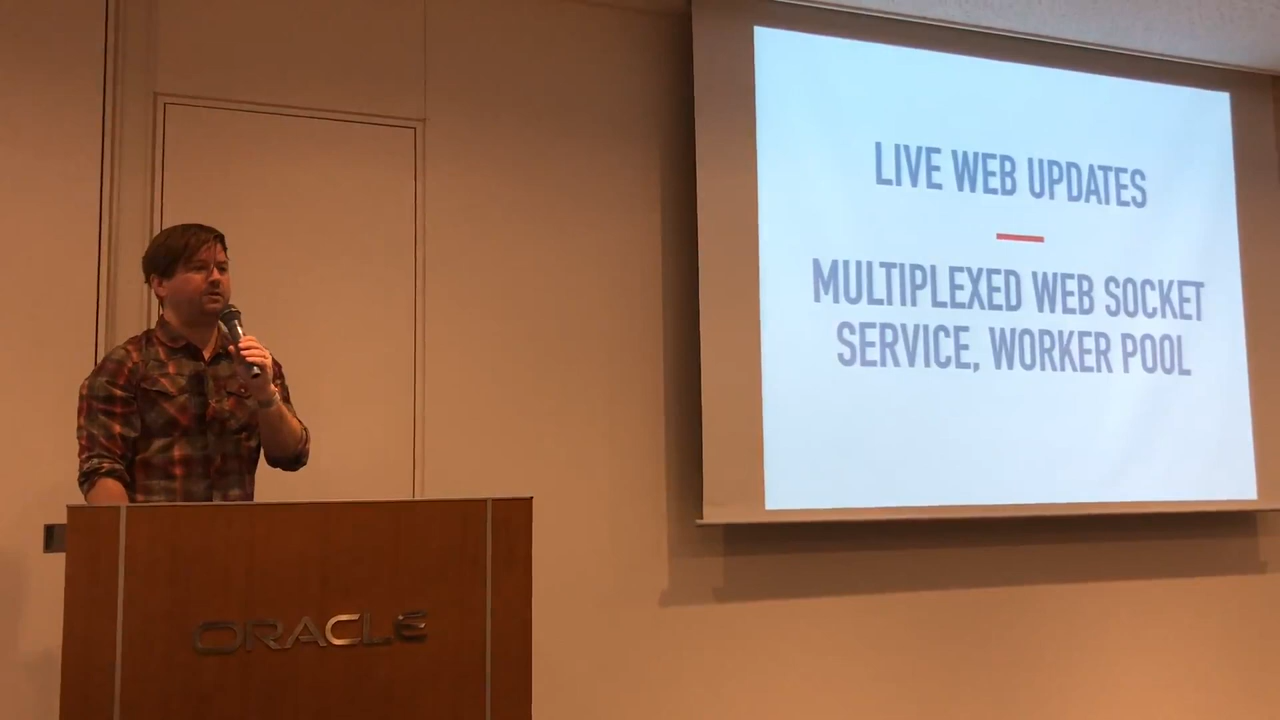 LIVE WEB UPDATES
MULTIPLEXED WEB SOCKET
SERVICE, WORKER POOL
ORACLE